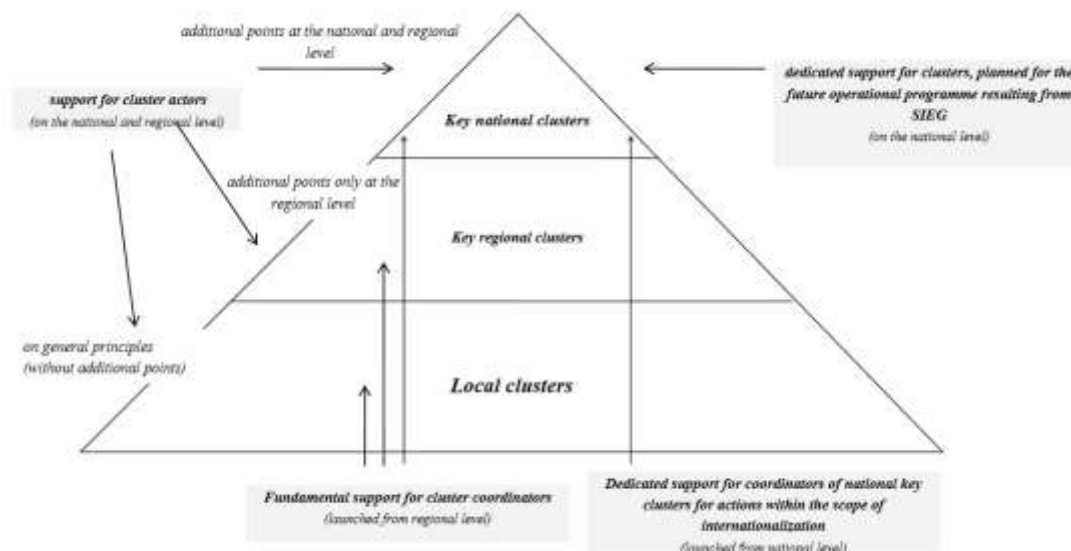 additional points at the national and regional
level
dedicated support for clusters, planned for the
future operational programme resulting from
SIEG
(on the national level)
support for cluster actors
(on the national and regional level)
Key national clusters
additional points only at the
regional level
Key regional clusters
on general principles
(without additional points)
Local clusters
Fundamental support for cluster coordinators
(launched from regional level)
Dedicated support for coordinators of national key
clusters for actions within the scope of
internationalization
(launched from national level)